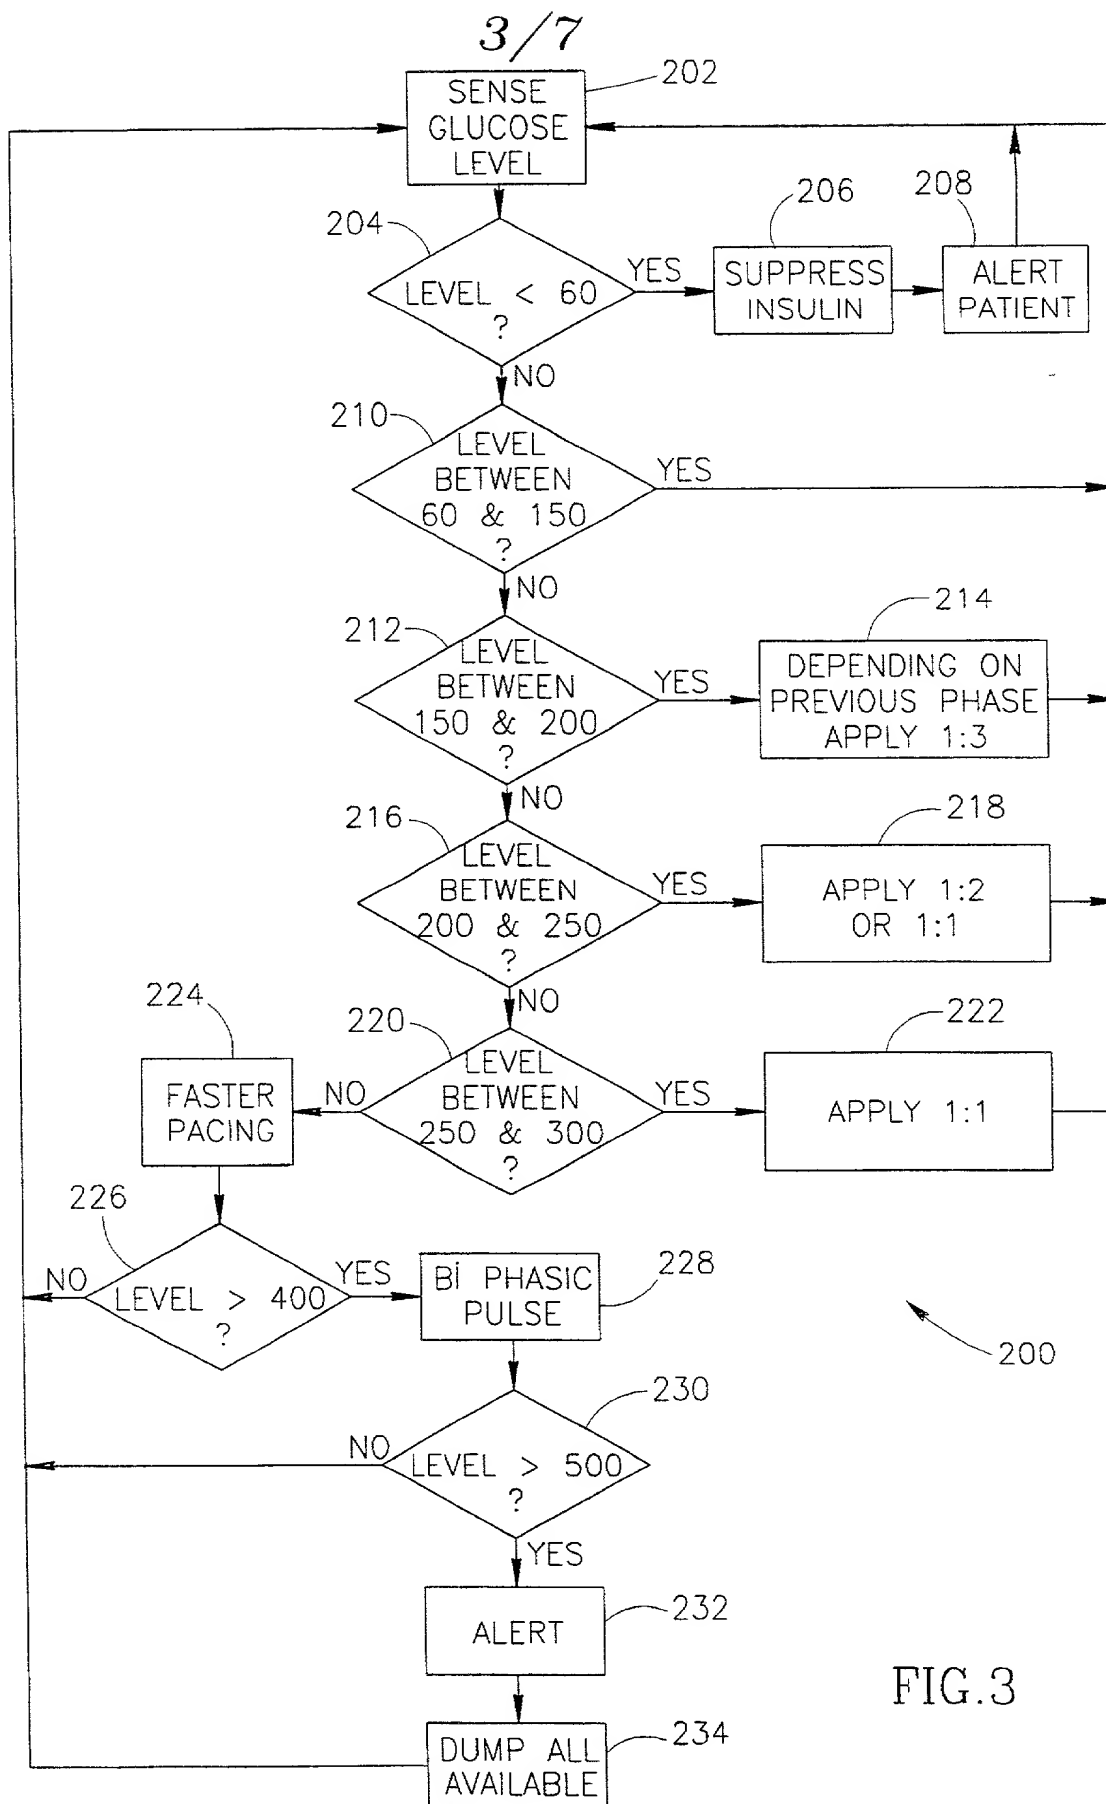 3/7
202
SENSE
GLUCOSE
LEVEL
204
LEVEL < 60
?
YES
206
SUPPRESS
INSULIN
208
ALERT
PATIENT
NO
210
LEVEL
BETWEEN
60 & 150
?
YES
NO
212
LEVEL
BETWEEN
150 & 200
?
YES
214
DEPENDING ON
PREVIOUS PHASE
APPLY 1:3
NO
216
LEVEL
BETWEEN
200 & 250
?
YES
218
APPLY 1:2
OR 1:1
NO
220
LEVEL
BETWEEN
250 & 300
?
YES
222
APPLY 1:1
NO
224
FASTER
PACING
226
LEVEL > 400
?
NO
YES
228
Bi PHASIC
PULSE
200
230
LEVEL > 500
?
NO
YES
232
ALERT
234
DUMP ALL
AVAILABLE
FIG.3